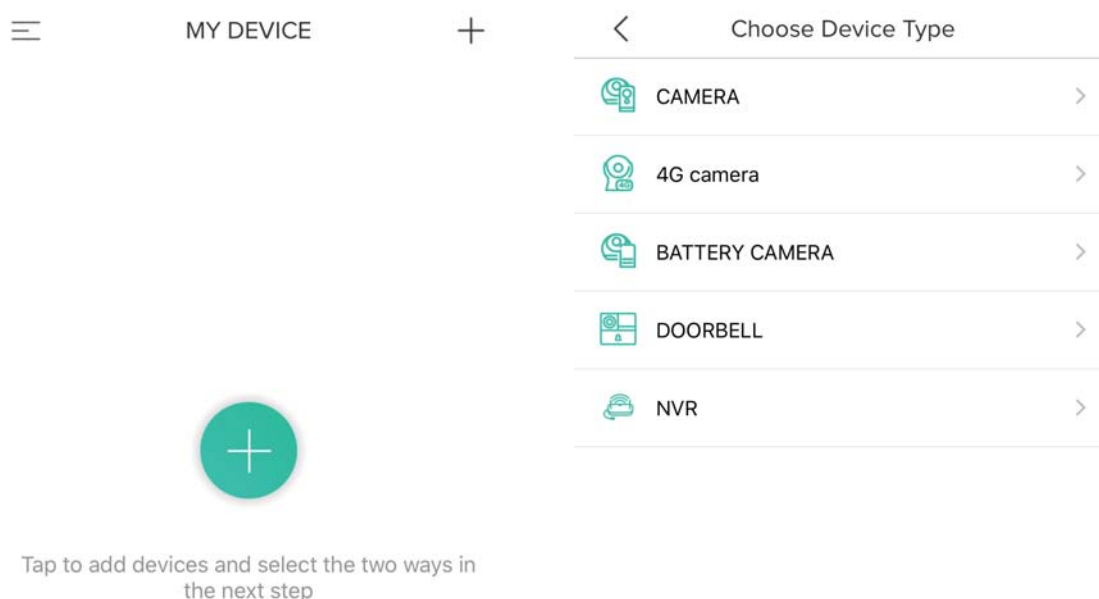 MY DEVICE
Tap to add devices and select the two ways in
the next step
Choose Device Type
CAMERA
4G camera
BATTERY CAMERA
DOORBELL
NVR